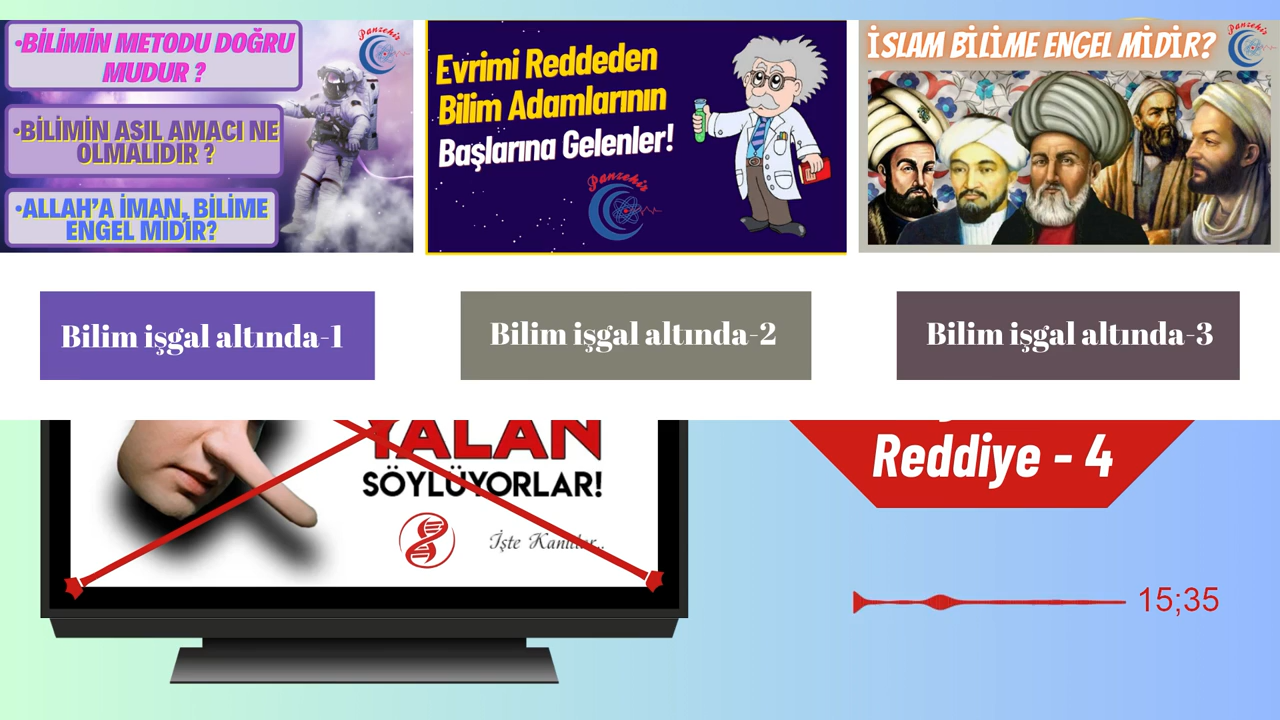 ·BİLİMİN METODU DOĞRU
MUDUR ?
·BİLİMİN ASIL AMACI NE
OLMALIDIR ?
·ALLAH'A İMAN, BİLİME
ENGEL MİDİR?
Panzehir
Evrimi Reddeden
Bilim Adamlarının
Başlarına Gelenler!
Panzehir
İSLAM BİLİME ENGEL MİDİR?
Panzehir
Bilim işgal altında-1
Bilim işgal altında-2
Bilim işgal altında-3
YALAN
SÖYLÜYORLAR!
İşte Kanıtlar..
Reddiye - 4
15;35